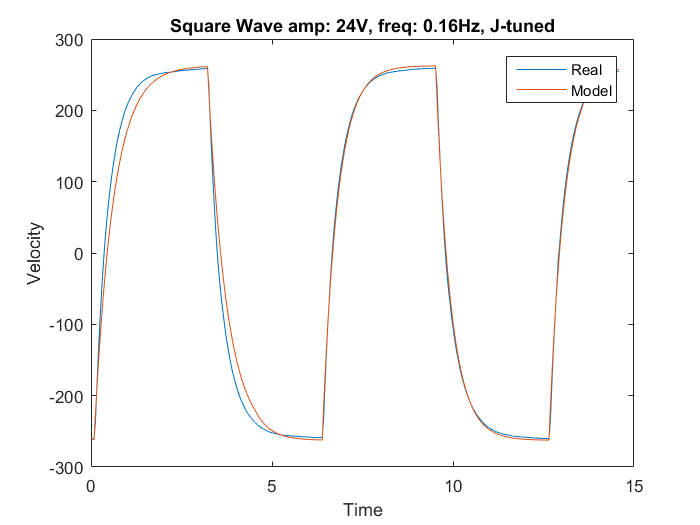 Square Wave amp: 24V, freq: 0.16Hz, J-tuned
300
200
100
0
-100
-200
-300
Velocity
Real
Model
0
5
10
15
Time